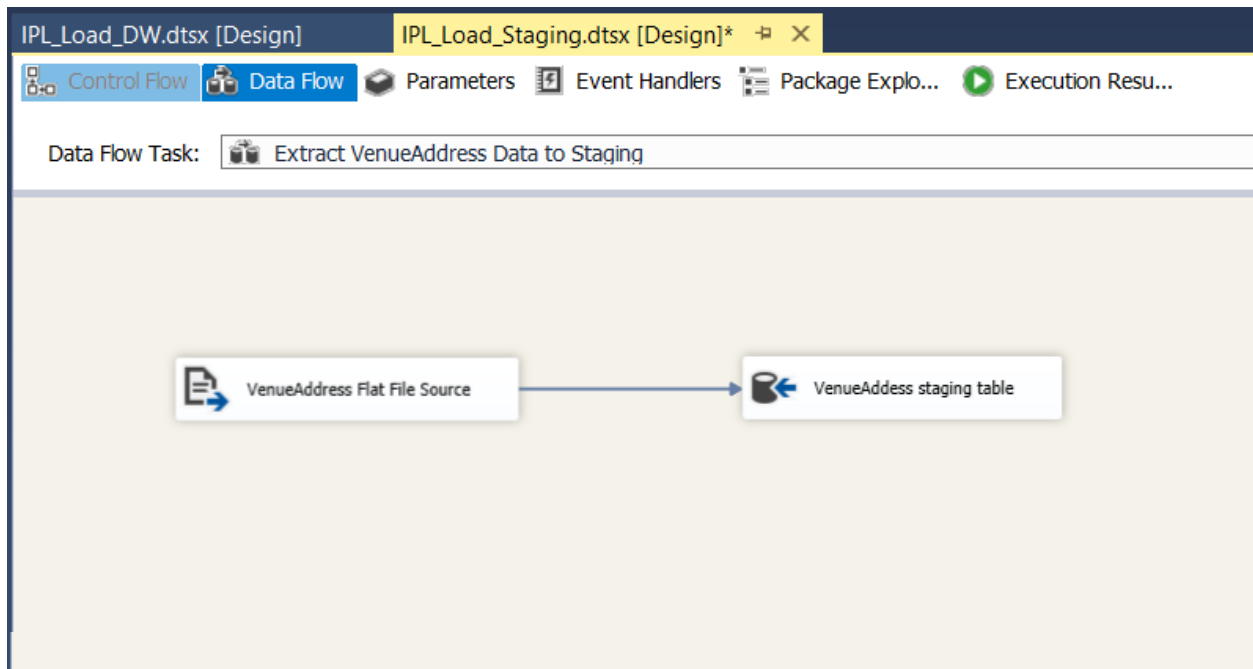 IPL_Load_DW.dtsx [Design] IPL_Load_Staging.dtsx [Design]*
Control Flow Data Flow Parameters Event Handlers Package Explo... Execution Resu...
Data Flow Task: Extract VenueAddress Data to Staging
VenueAddress Flat File Source VenueAddess staging table